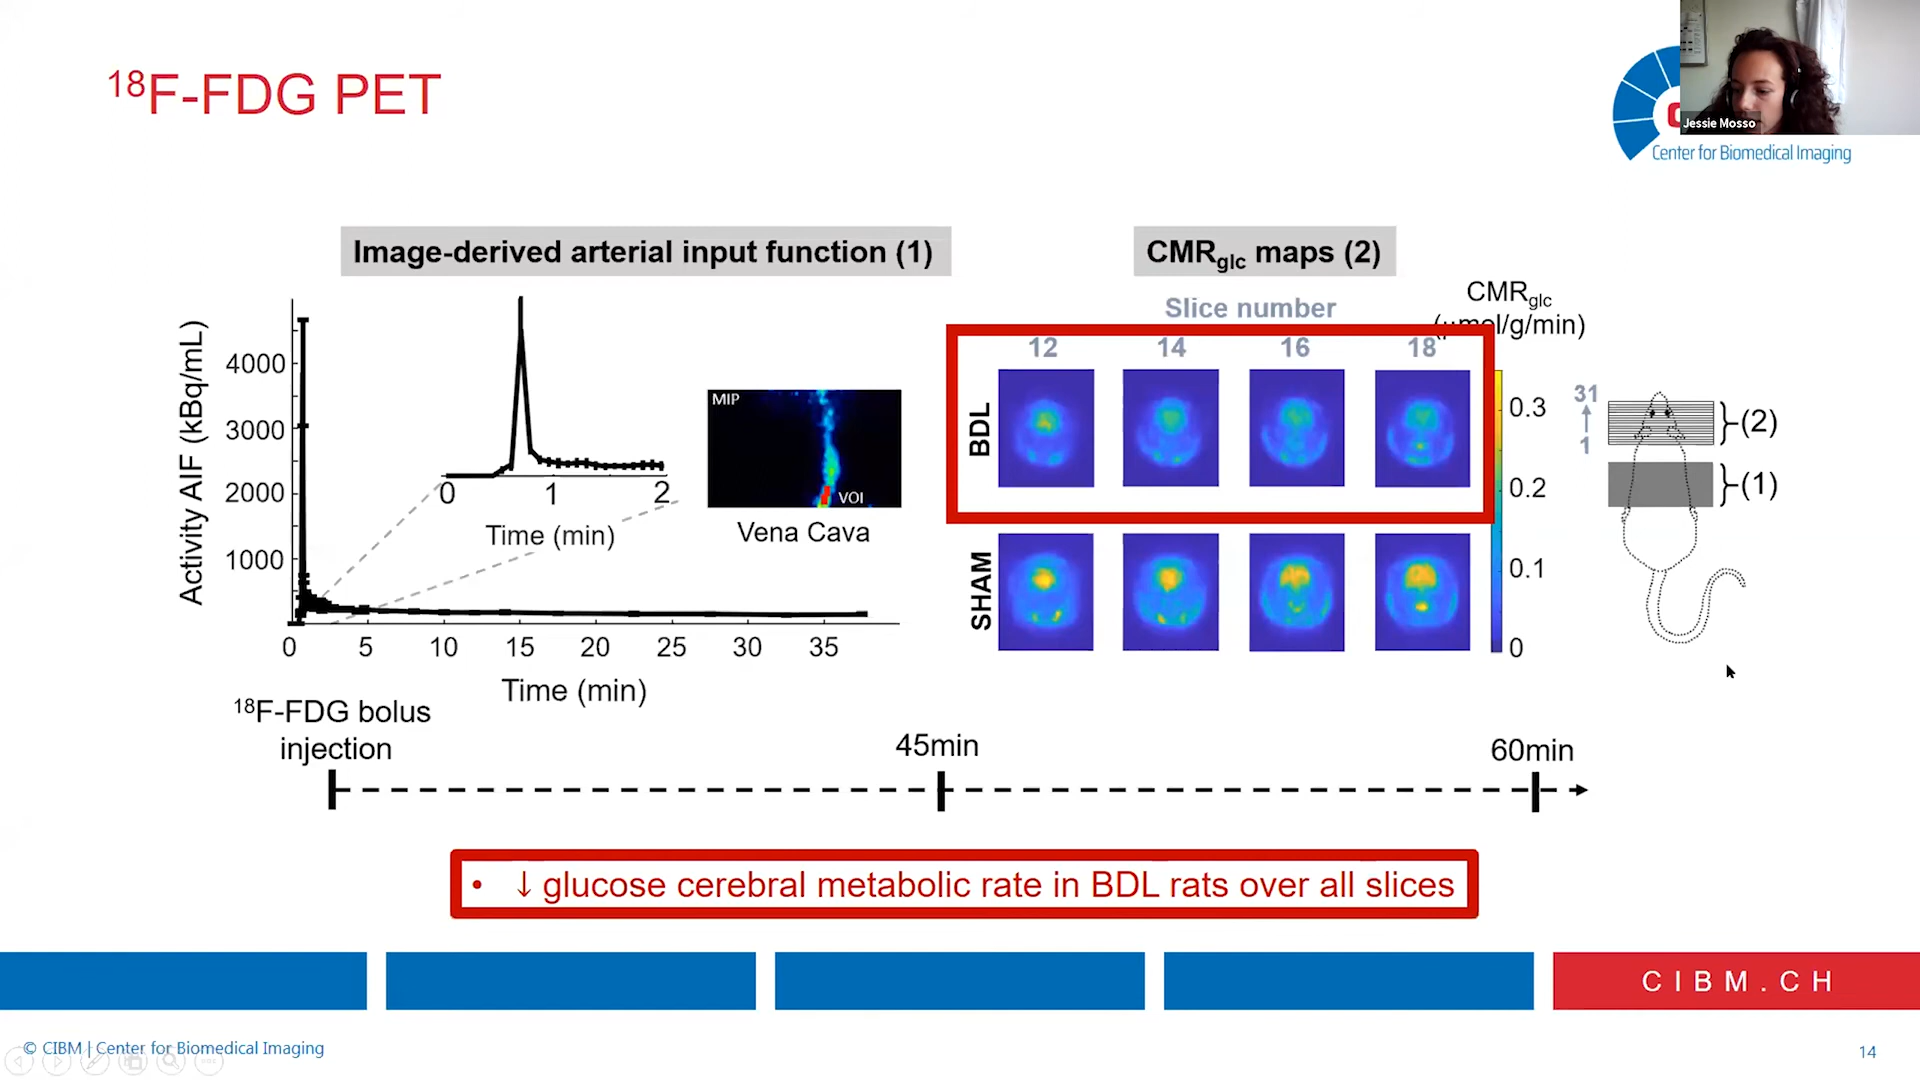 18F-FDG PET
Jessie Mosso
Center for Biomedical Imaging
Image-derived arterial input function (1)
CMRglc maps (2)
Activity AIF (kBq/mL)
4000
3000
2000
1000
0 5 10 15 20 25 30 35
Time (min)
0 1 2
Time (min)
MIP
VOI
Vena Cava
Slice number
12 14 16 18
BDL
SHAM
CMRglc
(μmol/g/min)
0.3
0.2
0.1
0
31
1
(2)
(1)
18F-FDG bolus
injection
45min
60min
• ↓ glucose cerebral metabolic rate in BDL rats over all slices
CIBM.CH
© CIBM | Center for Biomedical Imaging
14